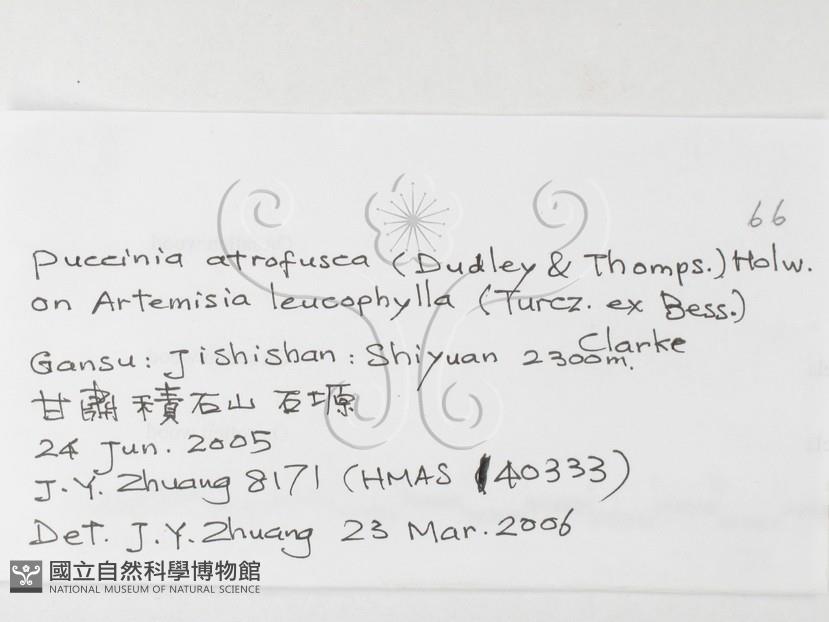 66
Puccinia atrofusca (Dudley & Thomps.) Holw.
on Artemisia leucophylla (Turcz. ex Bess.)
Clarke
Gansu: Jishishan: Shiyuan 2300m.
甘肅 積石山 石塬
24 Jun. 2005
J.Y. Zhuang 8171 (HMAS 140333)
Det. J.Y. Zhuang 23 Mar. 2006
國立自然科學博物館
NATIONAL MUSEUM OF NATURAL SCIENCE